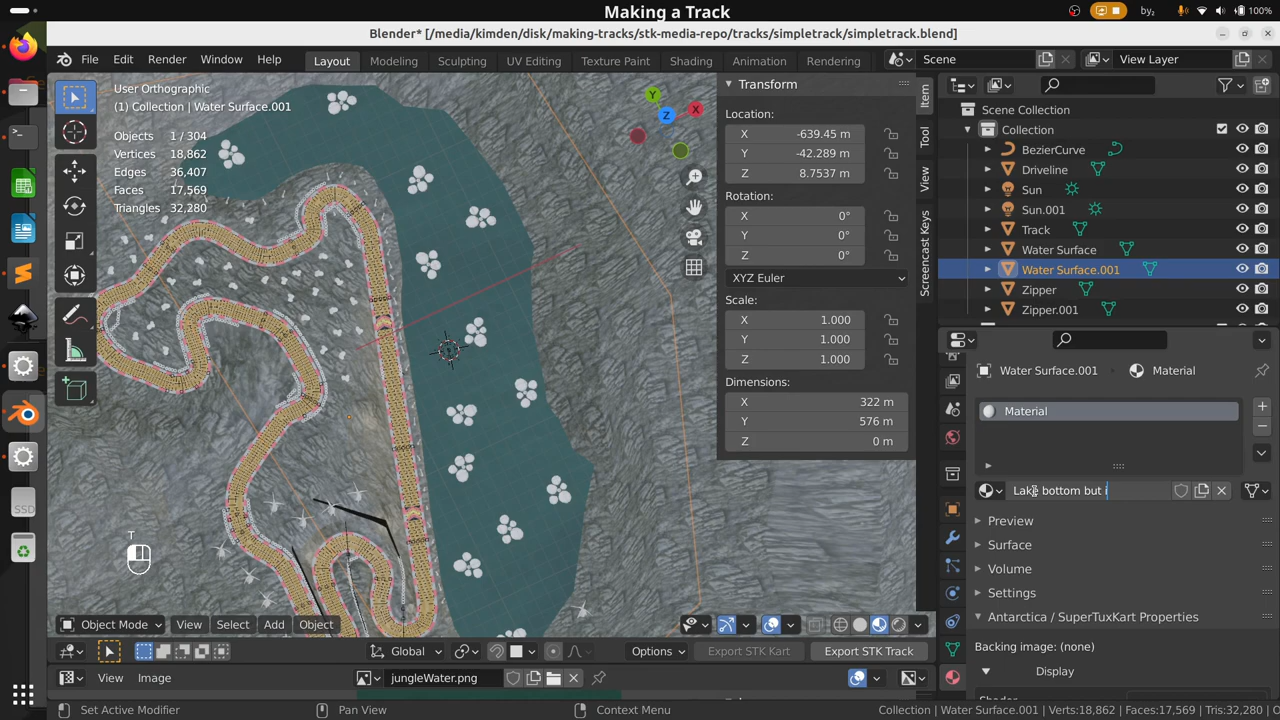 Making a Track
by₂
100%
Blender* [/media/kimden/disk/making-tracks/stk-media-repo/tracks/simpletrack/simpletrack.blend]
File Edit Render Window Help Layout Modeling Sculpting UV Editing Texture Paint Shading Animation Rendering Scene View Layer
User Orthographic
(1) Collection | Water Surface.001
Objects 1 / 304
Vertices 18,862
Edges 36,407
Faces 17,569
Triangles 32,280
Y
X
Z
Transform
Location:
X -639.45 m
Y -42.289 m
Z 8.7537 m
Rotation:
X 0°
Y 0°
Z 0°
XYZ Euler
Scale:
X 1.000
Y 1.000
Z 1.000
Dimensions:
X 322 m
Y 576 m
Z 0 m
Item
Tool
View
Screencast Keys
Scene Collection
Collection
BezierCurve
Driveline
Sun
Sun.001
Track
Water Surface
Water Surface.001
Zipper
Zipper.001
Water Surface.001 Material
Material
Lake bottom but i
Preview
Surface
Volume
Settings
Antarctica / SuperTuxKart Properties
Backing image: (none)
Display
T
SSD
Object Mode View Select Add Object
Global Options Export STK Kart Export STK Track
View Image jungleWater.png
Set Active Modifier Pan View Context Menu Collection | Water Surface.001 | Verts:18,862 | Faces:17,569 | Tris:32,280